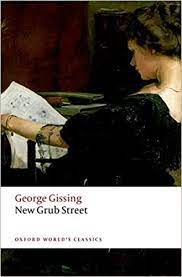 George Gissing
New Grub Street
OXFORD WORLD'S CLASSICS